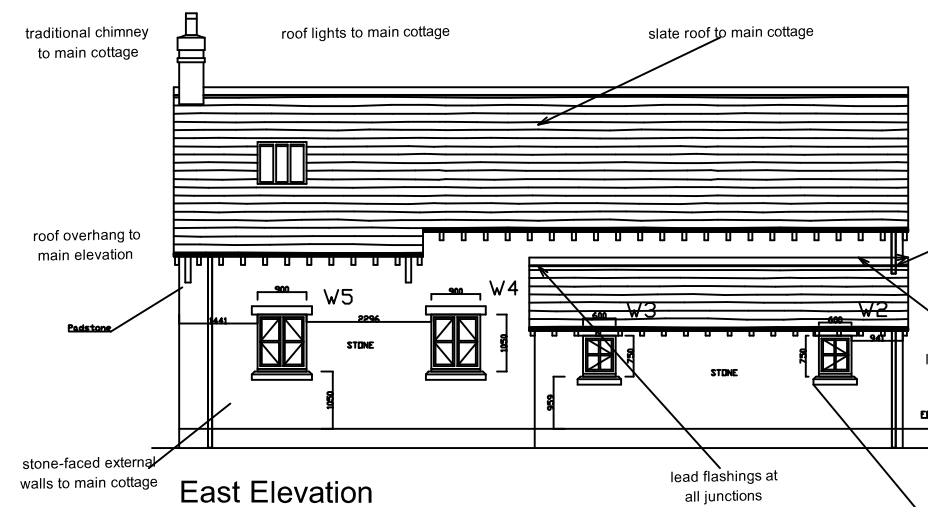 traditional chimney
to main cottage
roof lights to main cottage
slate roof to main cottage
roof overhang to
main elevation
900
W5
900
W4
600
W3
600
W2
Padstone
1441
2296
STONE
1050
750
STONE
750
941
1050
959
stone-faced external
walls to main cottage
East Elevation
lead flashings at
all junctions